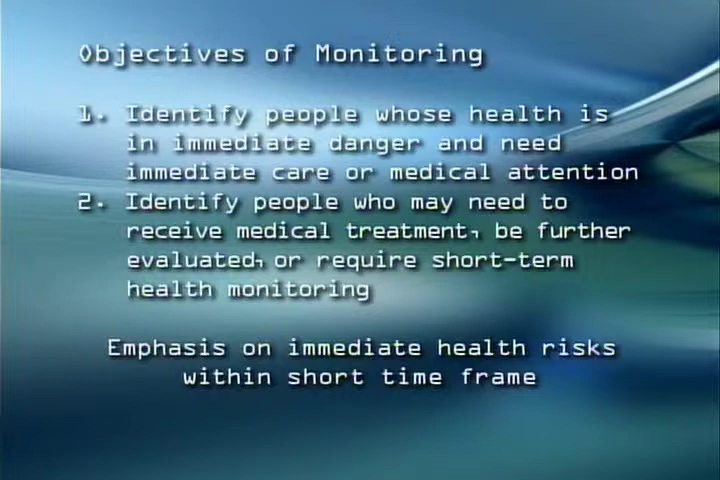 Objectives of Monitoring
1. Identify people whose health is
in immediate danger and need
immediate care or medical attention
2. Identify people who may need to
receive medical treatment, be further
evaluated, or require short-term
health monitoring
Emphasis on immediate health risks
within short time frame